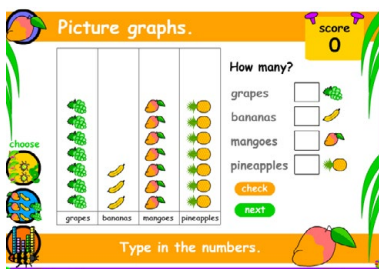 Picture graphs.
score
0
How many?
grapes
bananas
mangoes
pineapples
check
next
choose
grapes bananas mangoes pineapples
Type in the numbers.